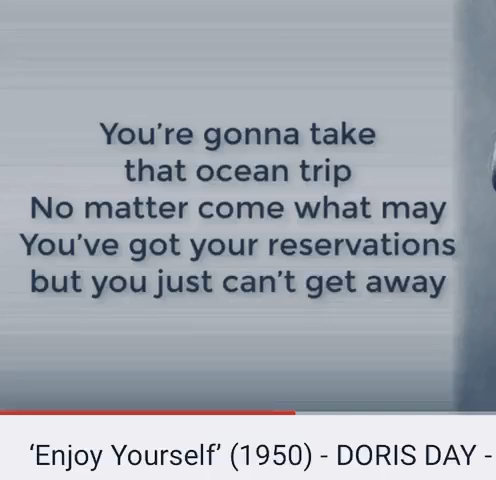 You're gonna take
that ocean trip
No matter come what may
You've got your reservations
but you just can't get away
‘Enjoy Yourself’ (1950) - DORIS DAY -